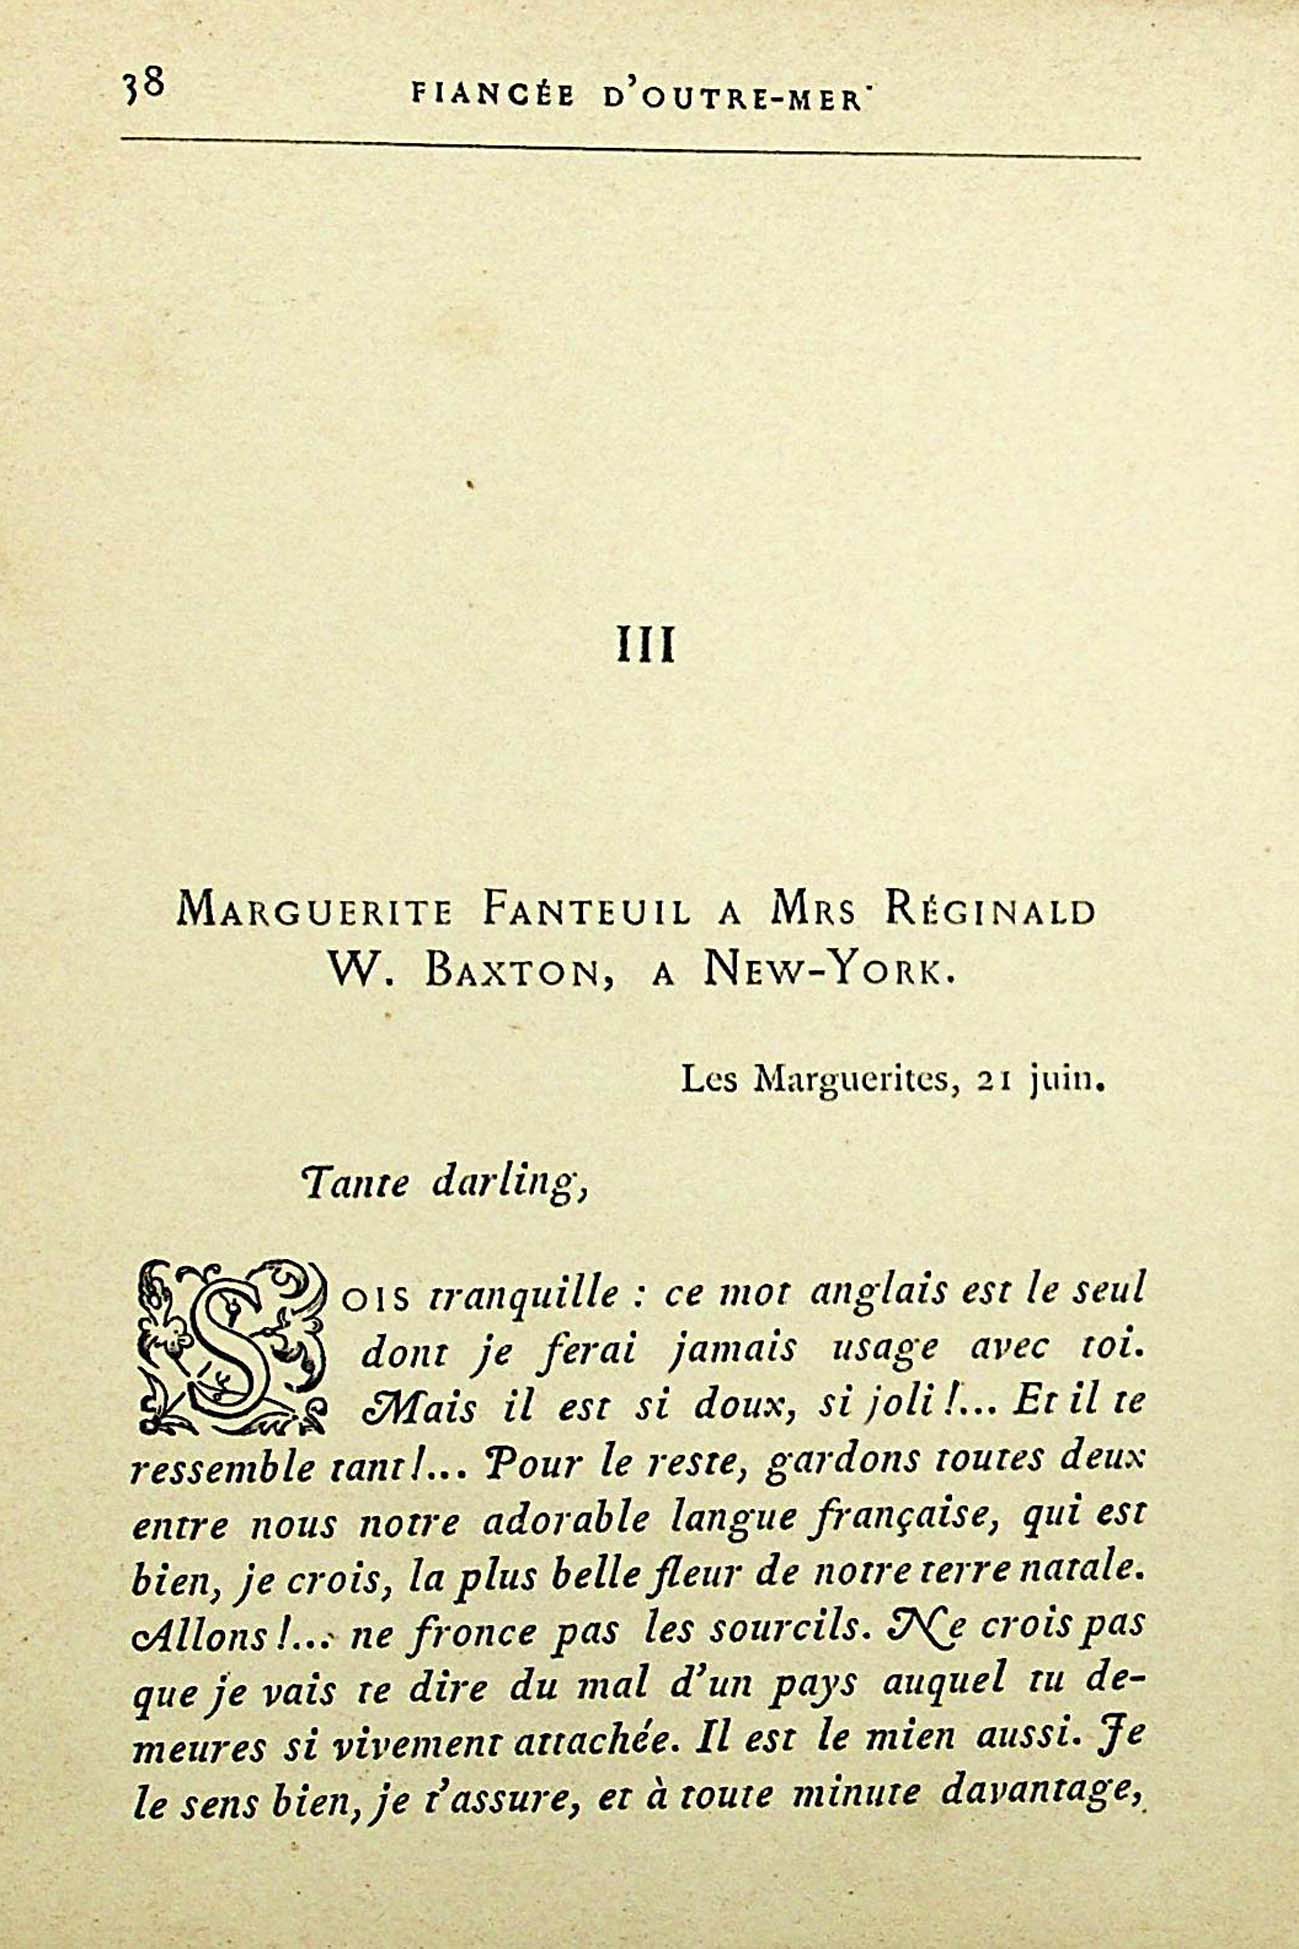 38
FIANCÉE D'OUTRE-MER
III
MARGUERITE FANTEUIL A MRS RÉGINALD
W. BAXTON, A NEW-YORK.
Les Marguerites, 21 juin.
Tante darling,
SOIS tranquille : ce mot anglais est le seul
dont je ferai jamais usage avec toi.
Mais il est si doux, si joli !... Et il te
ressemble tant !... Pour le reste, gardons toutes deux
entre nous notre adorable langue française, qui est
bien, je crois, la plus belle fleur de notre terre natale.
Allons !... ne fronce pas les sourcils. Ne crois pas
que je vais te dire du mal d'un pays auquel tu de-
meures si vivement attachée. Il est le mien aussi. Je
le sens bien, je t'assure, et à toute minute davantage,